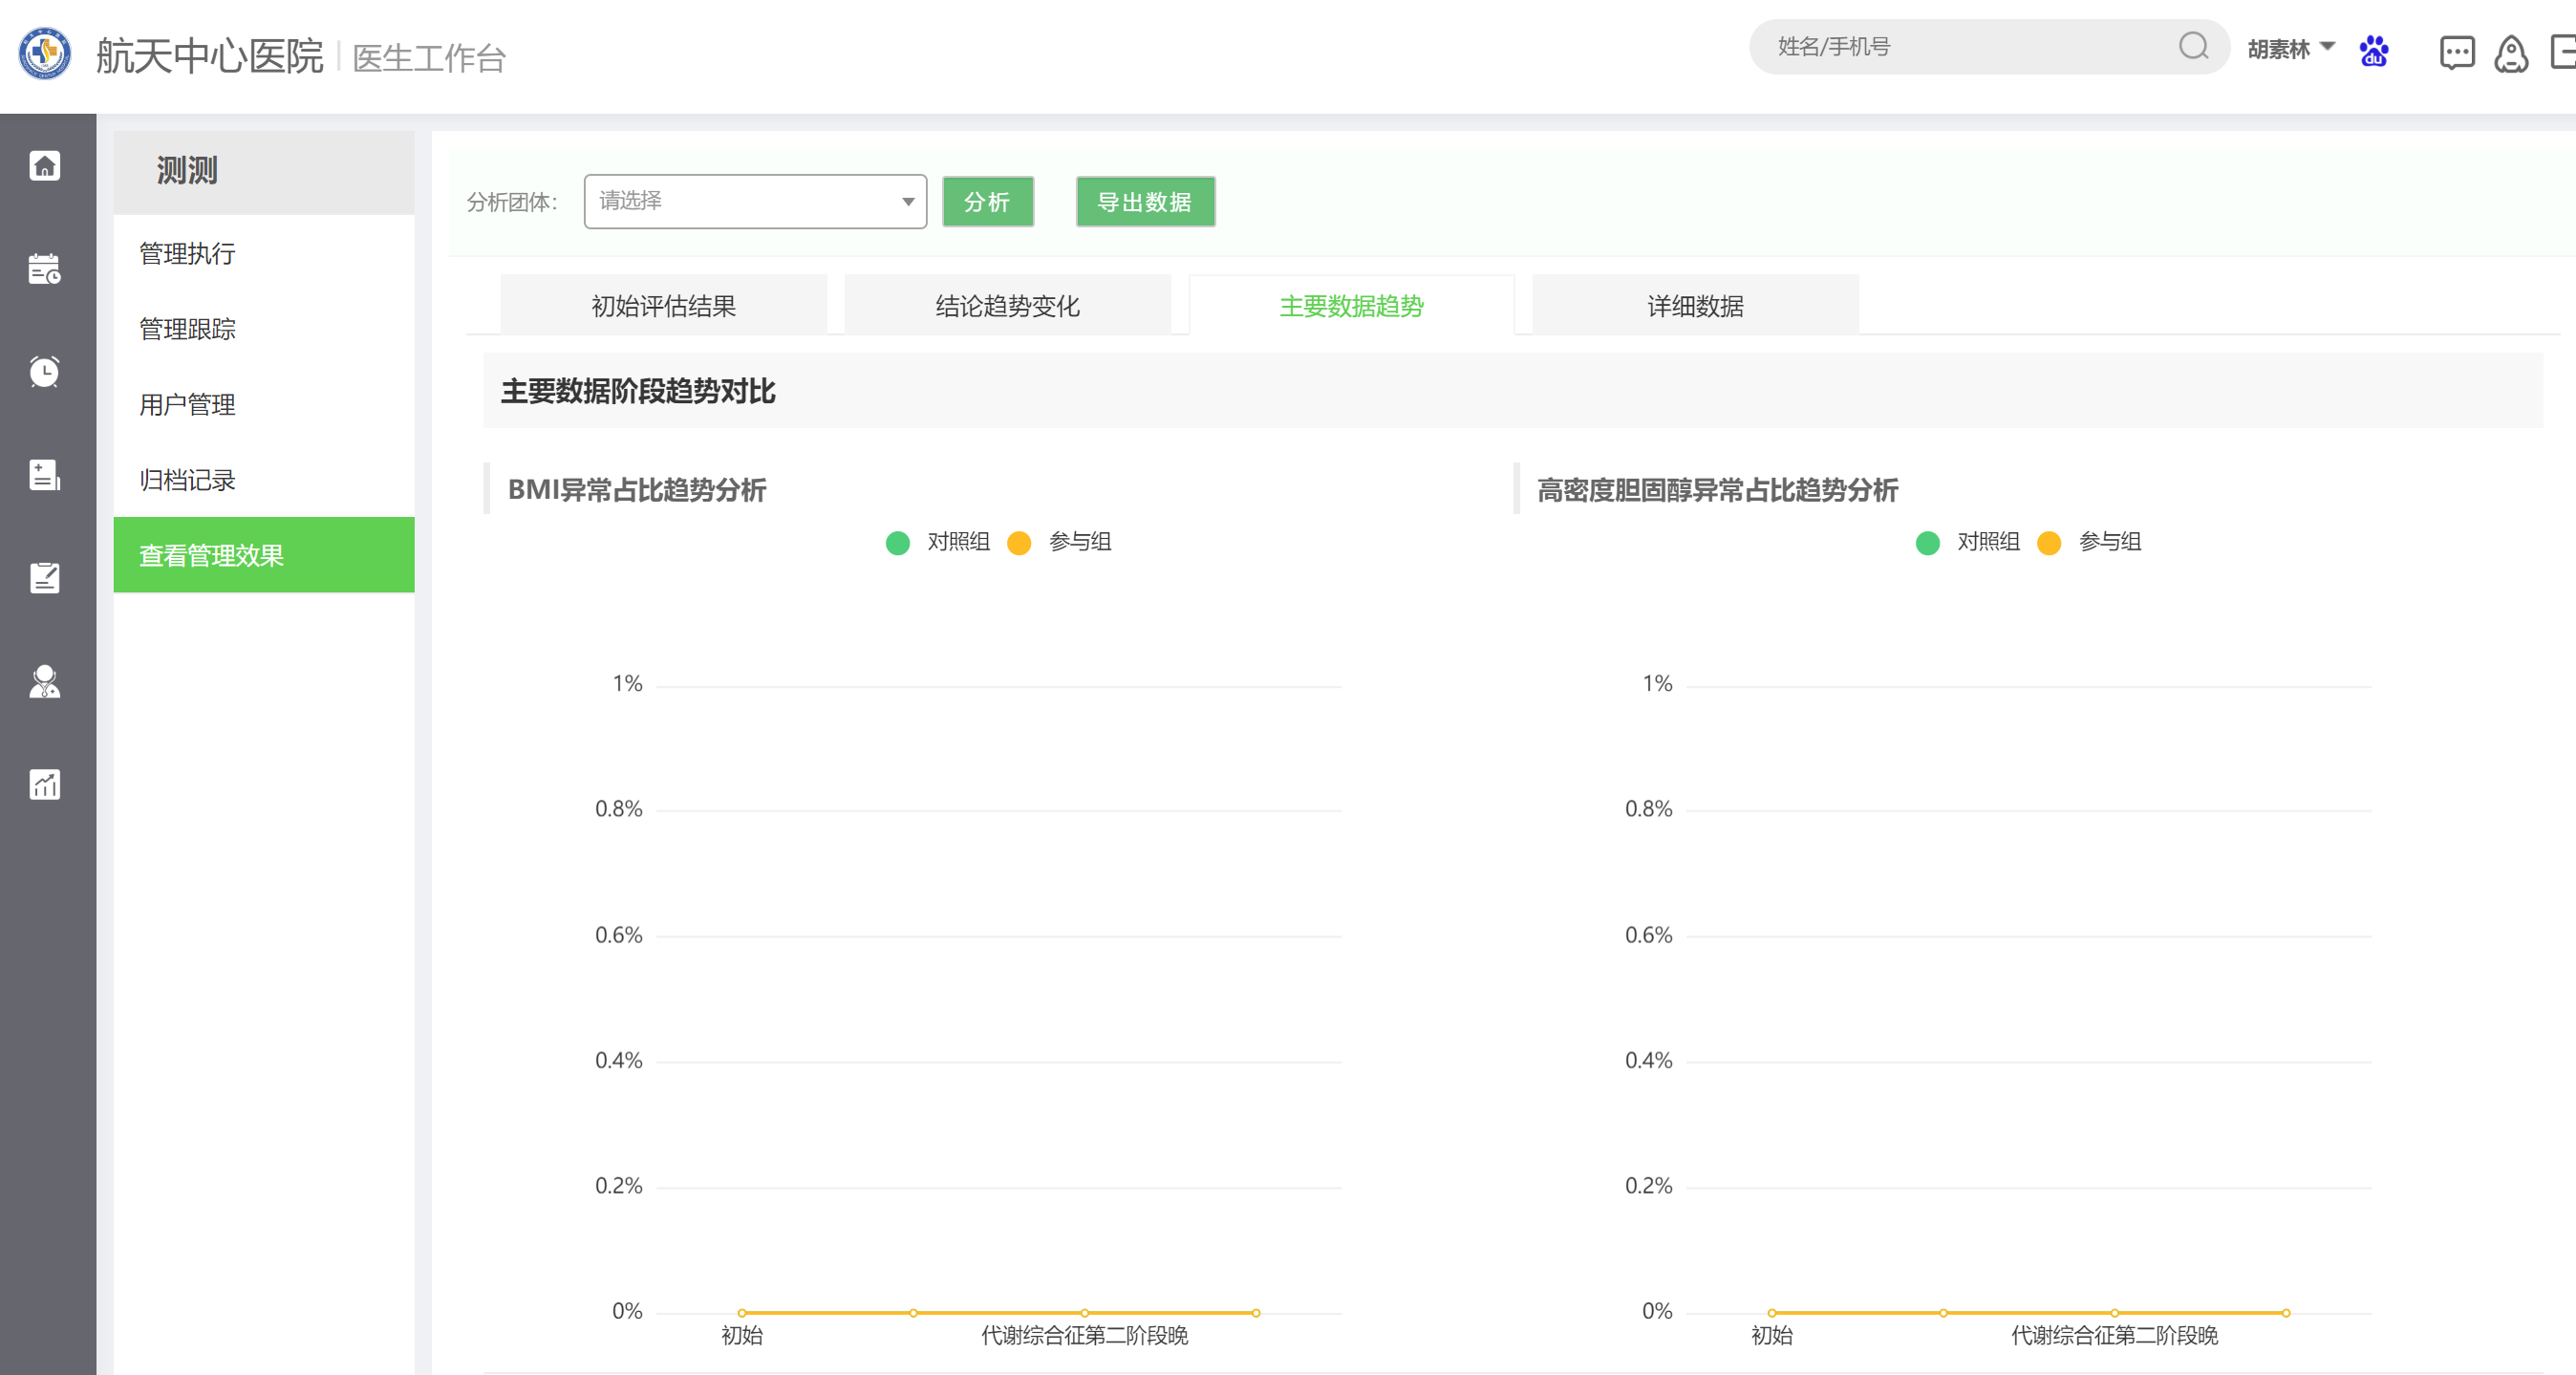 航天中心医院 医生工作台
姓名/手机号
胡素林
du
测测
管理执行
管理跟踪
用户管理
归档记录
查看管理效果
分析团体： 请选择 分析 导出数据
初始评估结果 结论趋势变化 主要数据趋势 详细数据
主要数据阶段趋势对比
BMI异常占比趋势分析
对照组 参与组
1%
0.8%
0.6%
0.4%
0.2%
0%
初始 代谢综合征第二阶段晚
高密度胆固醇异常占比趋势分析
对照组 参与组
1%
0.8%
0.6%
0.4%
0.2%
0%
初始 代谢综合征第二阶段晚